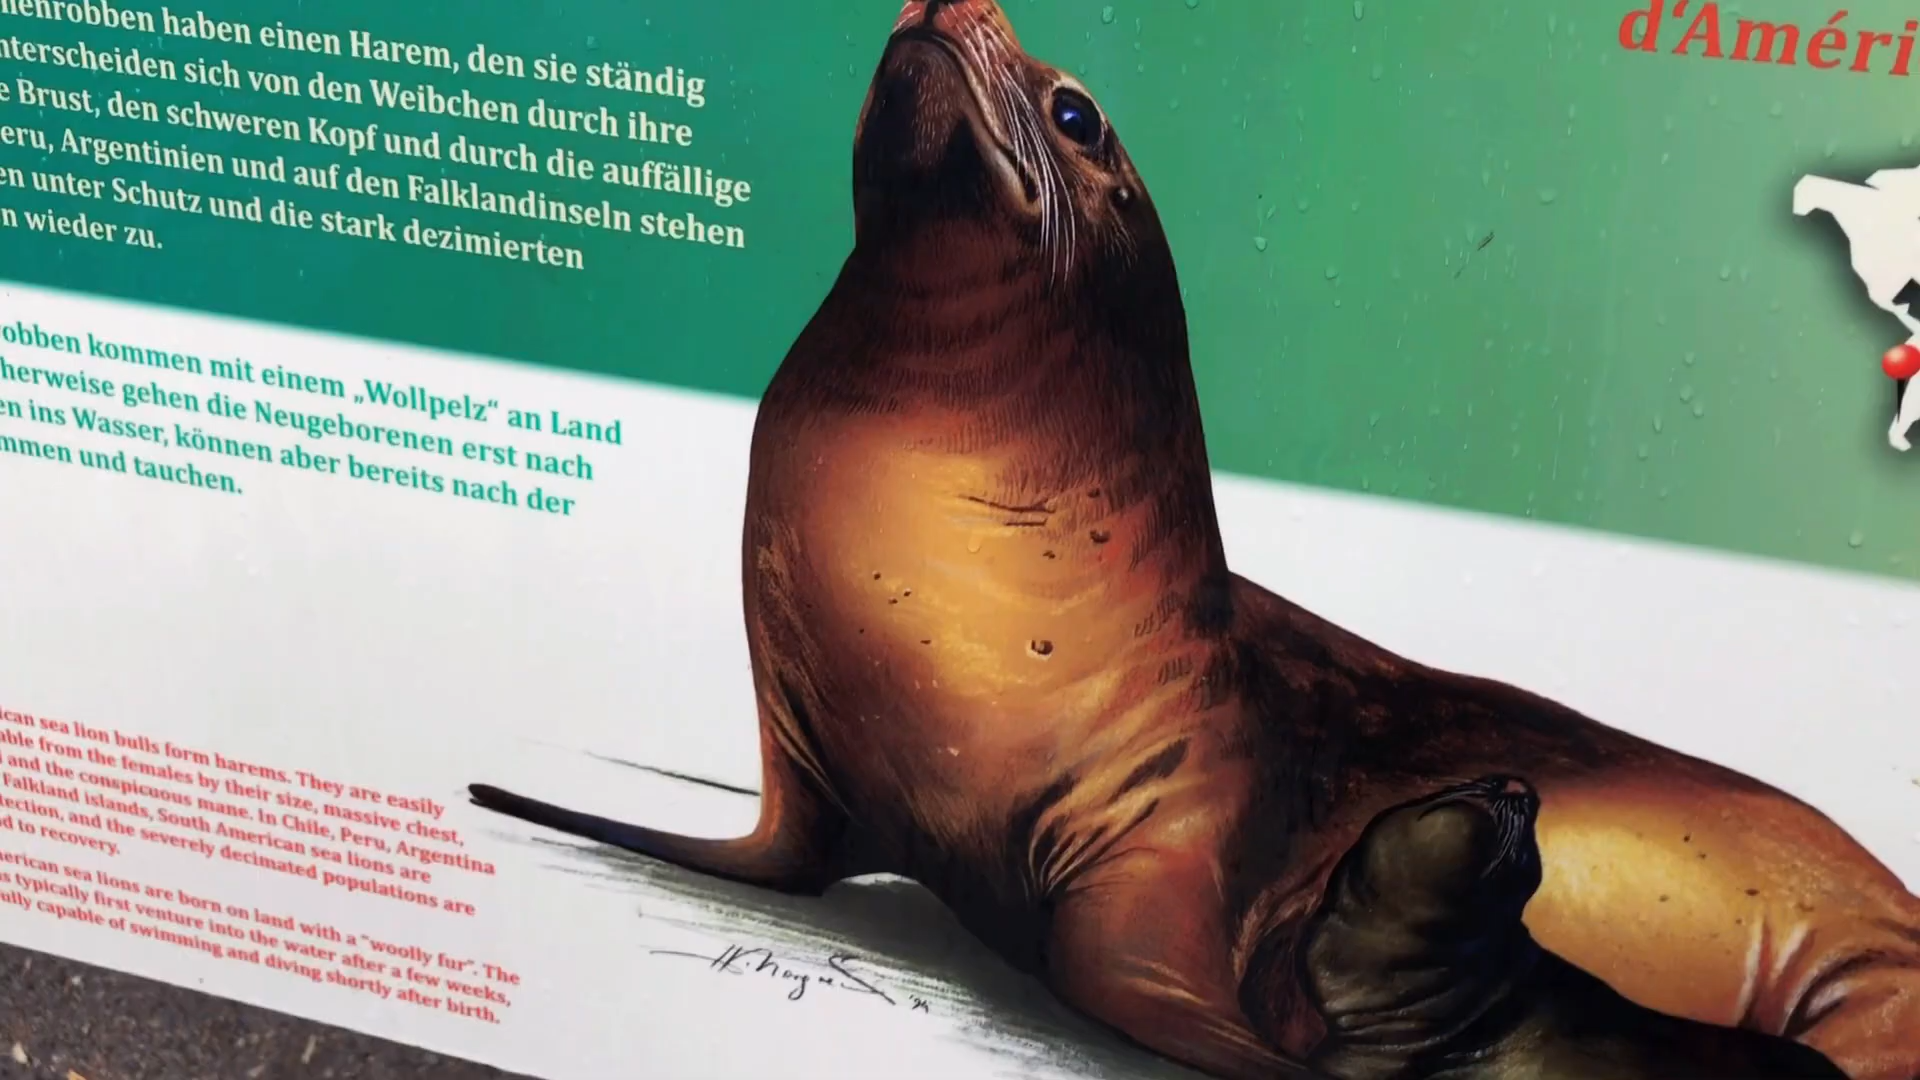 haben einen Harem, den sie ständig
nterscheiden sich von den Weibchen durch ihre
e Brust, den schweren Kopf und durch die auffällige
eru, Argentinien und auf den Falklandinseln stehen
en unter Schutz und die stark dezimierten
n wieder zu.
obben kommen mit einem „Wollpelz“ an Land
herweise gehen die Neugeborenen erst nach
en ins Wasser, können aber bereits nach der
mmen und tauchen.
ican sea lion bulls form harems. They are easily
able from the females by their size, massive chest,
and the conspicuous mane. In Chile, Peru, Argentina
Falkland islands, South American sea lions are
tection, and the severely decimated populations are
d to recovery.
erican sea lions are born on land with a "woolly fur". The
s typically first venture into the water after a few weeks,
ully capable of swimming and diving shortly after birth.
d‘Améri